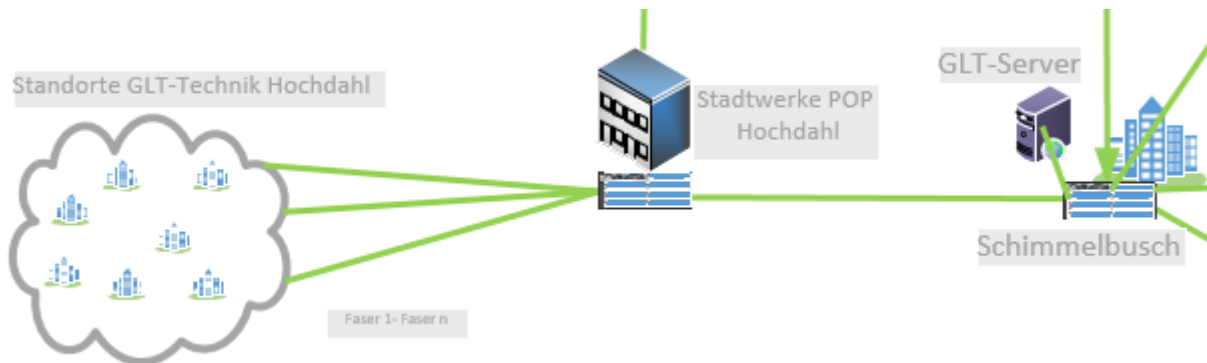 Standorte GLT-Technik Hochdahl
Stadtwerke POP
Hochdahl
GLT-Server
Schimmelbusch
Faser 1- Faser n